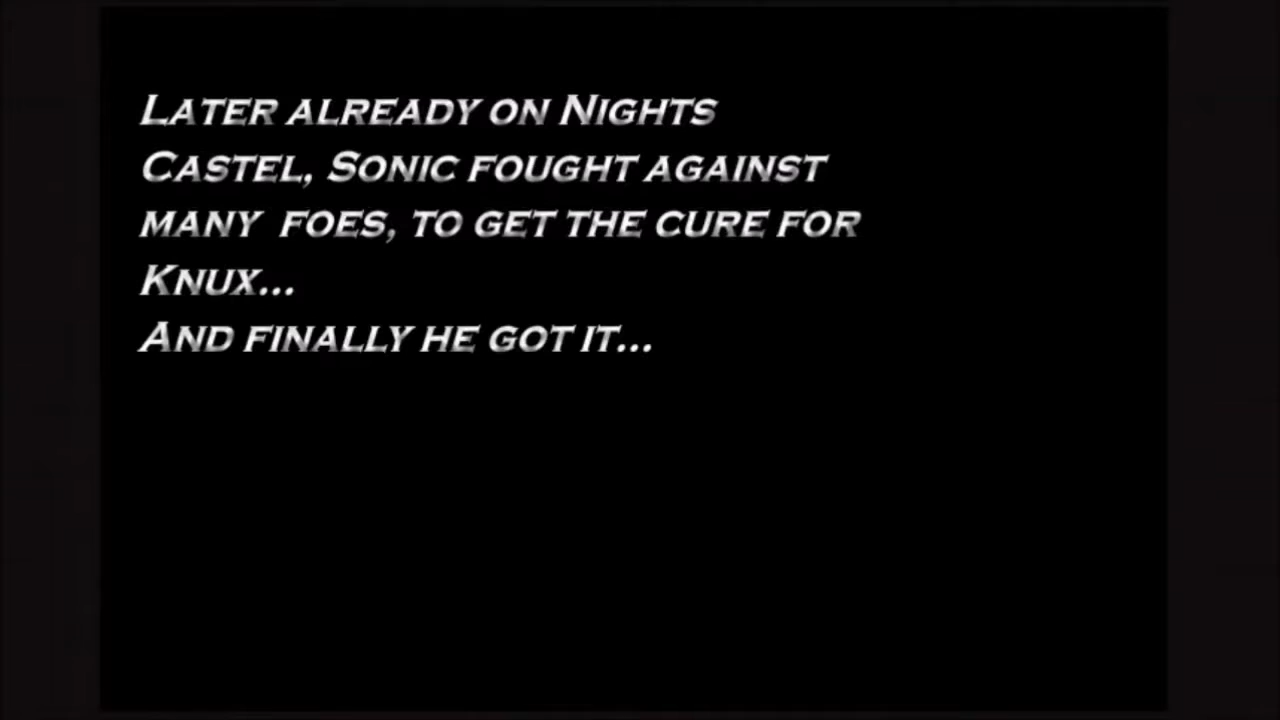 Later already on Nights
Castel, Sonic fought against
many  foes, to get the cure for
Knux...
And finally he got it...